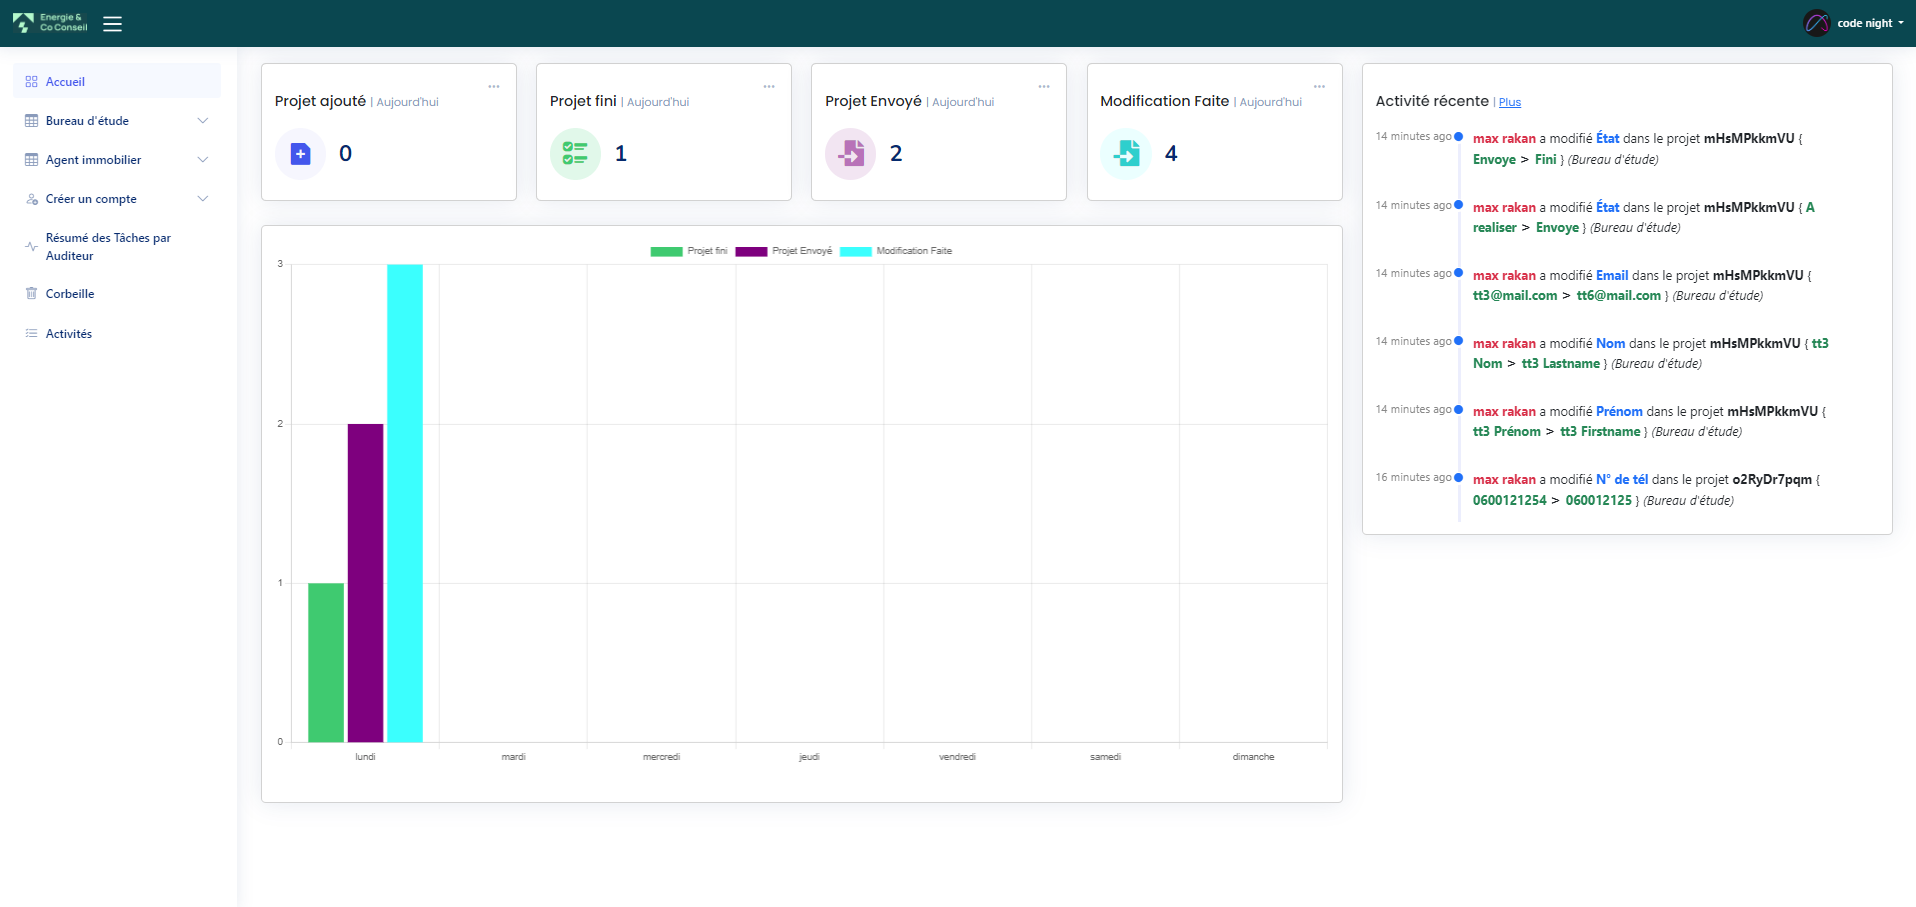 Energie &
Co Conseil
code night
Accueil
Bureau d'étude
Agent immobilier
Créer un compte
Résumé des Tâches par
Auditeur
Corbeille
Activités
Projet ajouté | Aujourd'hui
0
Projet fini | Aujourd'hui
1
Projet Envoyé | Aujourd'hui
2
Modification Faite | Aujourd'hui
4
Projet fini Projet Envoyé Modification Faite
3
2
1
0
lundi mardi mercredi jeudi vendredi samedi dimanche
Activité récente | Plus
14 minutes ago
max rakan a modifié État dans le projet mHsMPkkmVU {
Envoye > Fini } (Bureau d'étude)
14 minutes ago
max rakan a modifié État dans le projet mHsMPkkmVU { A
realiser > Envoye } (Bureau d'étude)
14 minutes ago
max rakan a modifié Email dans le projet mHsMPkkmVU {
tt3@mail.com > tt6@mail.com } (Bureau d'étude)
14 minutes ago
max rakan a modifié Nom dans le projet mHsMPkkmVU { tt3
Nom > tt3 Lastname } (Bureau d'étude)
14 minutes ago
max rakan a modifié Prénom dans le projet mHsMPkkmVU {
tt3 Prénom > tt3 Firstname } (Bureau d'étude)
16 minutes ago
max rakan a modifié N° de tél dans le projet o2RyDr7pqm {
0600121254 > 060012125 } (Bureau d'étude)